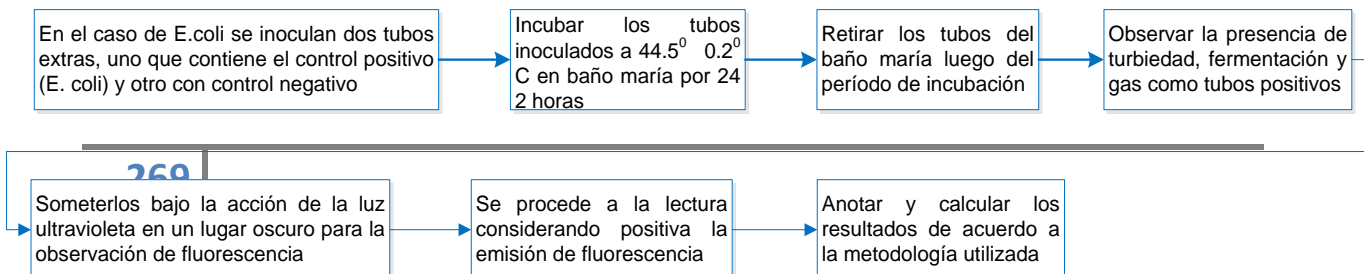 En el caso de E.coli se inoculan dos tubos
extras, uno que contiene el control positivo
(E. coli) y otro con control negativo
Incubar los tubos
inoculados a 44.5⁰ 0.2⁰
C en baño maría por 24
2 horas
Retirar los tubos del
baño maría luego del
período de incubación
Observar la presencia de
turbiedad, fermentación y
gas como tubos positivos
269
Someterlos bajo la acción de la luz
ultravioleta en un lugar oscuro para la
observación de fluorescencia
Se procede a la lectura
considerando positiva la
emisión de fluorescencia
Anotar y calcular los
resultados de acuerdo a
la metodología utilizada